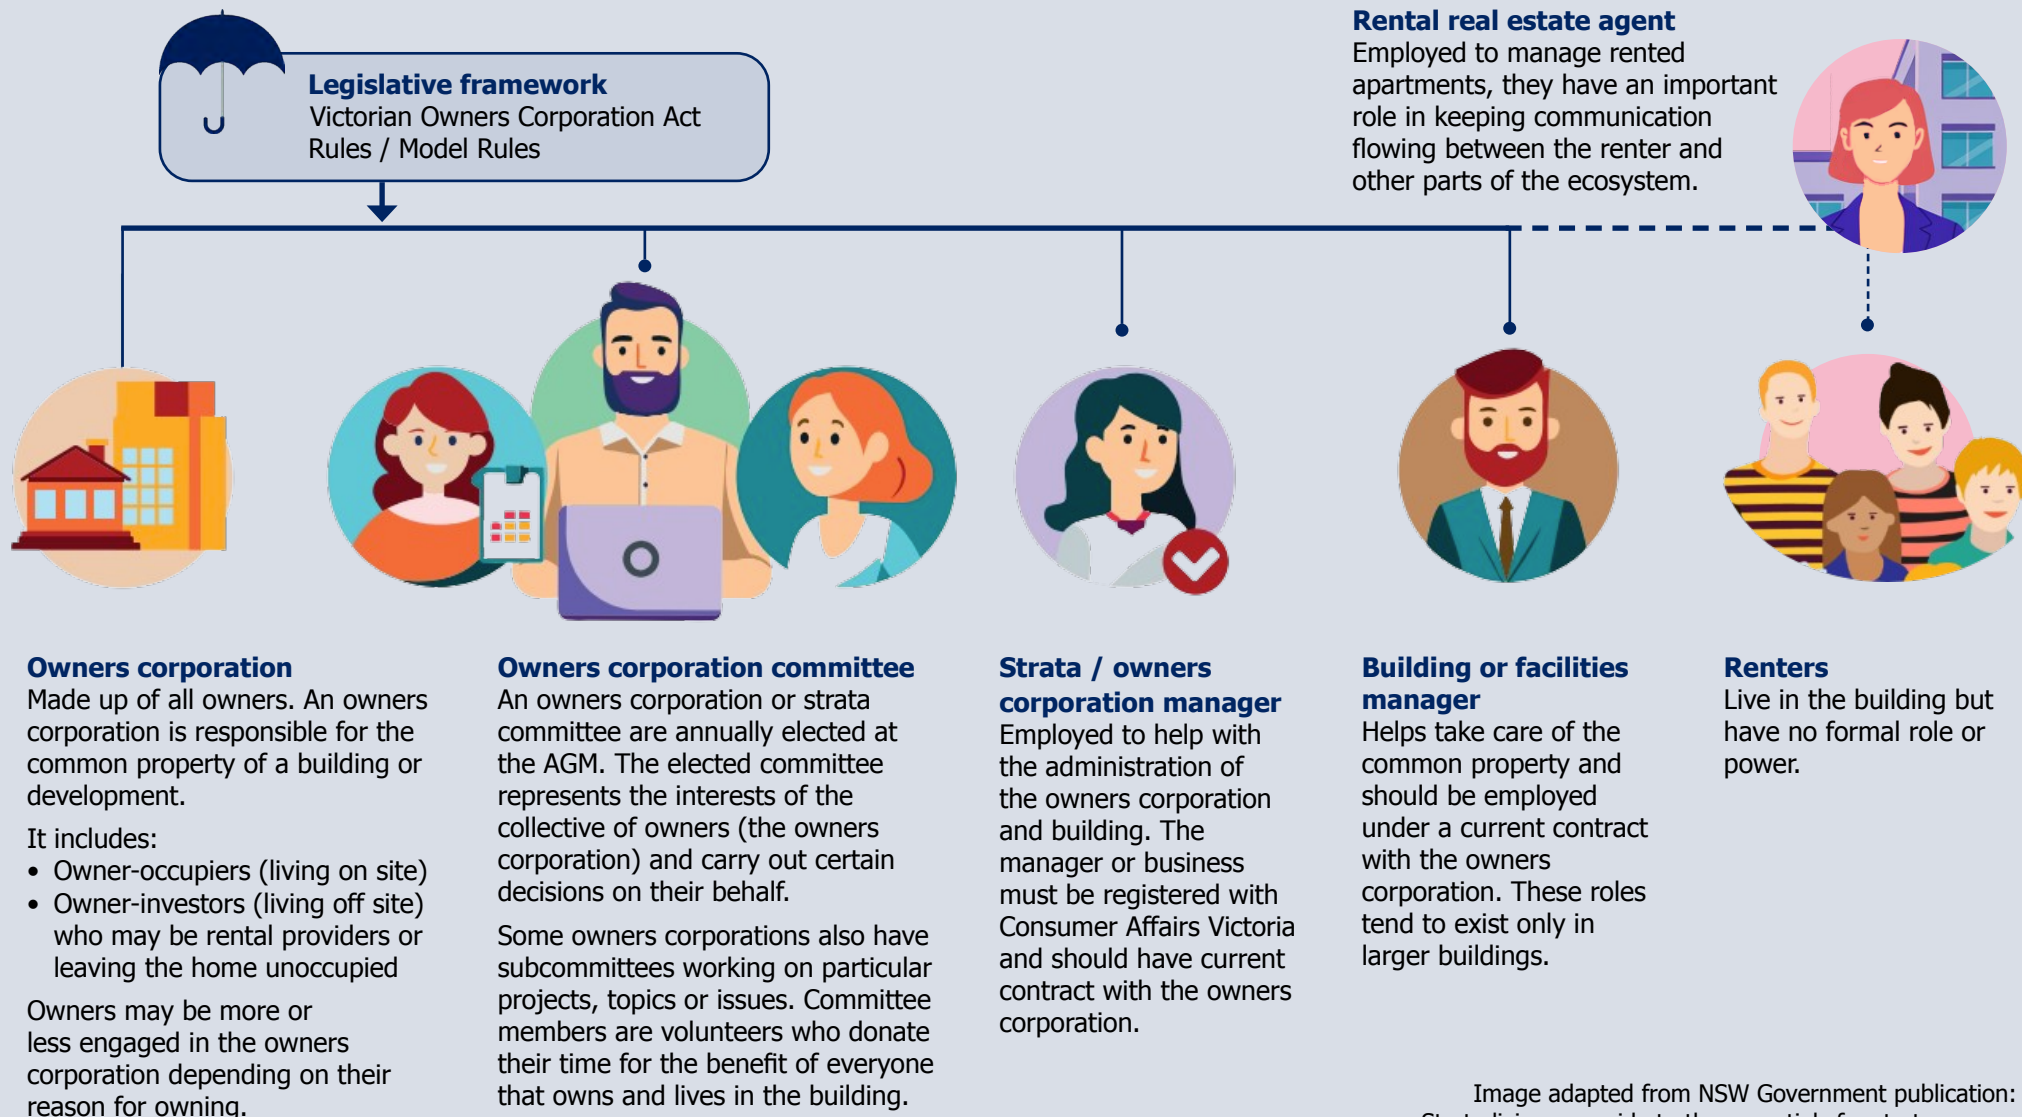 Legislative framework
Victorian Owners Corporation Act
Rules / Model Rules
Rental real estate agent
Employed to manage rented
apartments, they have an important
role in keeping communication
flowing between the renter and
other parts of the ecosystem.
Owners corporation
Made up of all owners. An owners
corporation is responsible for the
common property of a building or
development.
It includes:
• Owner-occupiers (living on site)
• Owner-investors (living off site)
who may be rental providers or
leaving the home unoccupied
Owners may be more or
less engaged in the owners
corporation depending on their
reason for owning.
Owners corporation committee
An owners corporation or strata
committee are annually elected at
the AGM. The elected committee
represents the interests of the
collective of owners (the owners
corporation) and carry out certain
decisions on their behalf.
Some owners corporations also have
subcommittees working on particular
projects, topics or issues. Committee
members are volunteers who donate
their time for the benefit of everyone
that owns and lives in the building.
Strata / owners
corporation manager
Employed to help with
the administration of
the owners corporation
and building. The
manager or business
must be registered with
Consumer Affairs Victoria
and should have current
contract with the owners
corporation.
Building or facilities
manager
Helps take care of the
common property and
should be employed
under a current contract
with the owners
corporation. These roles
tend to exist only in
larger buildings.
Renters
Live in the building but
have no formal role or
power.
Image adapted from NSW Government publication: